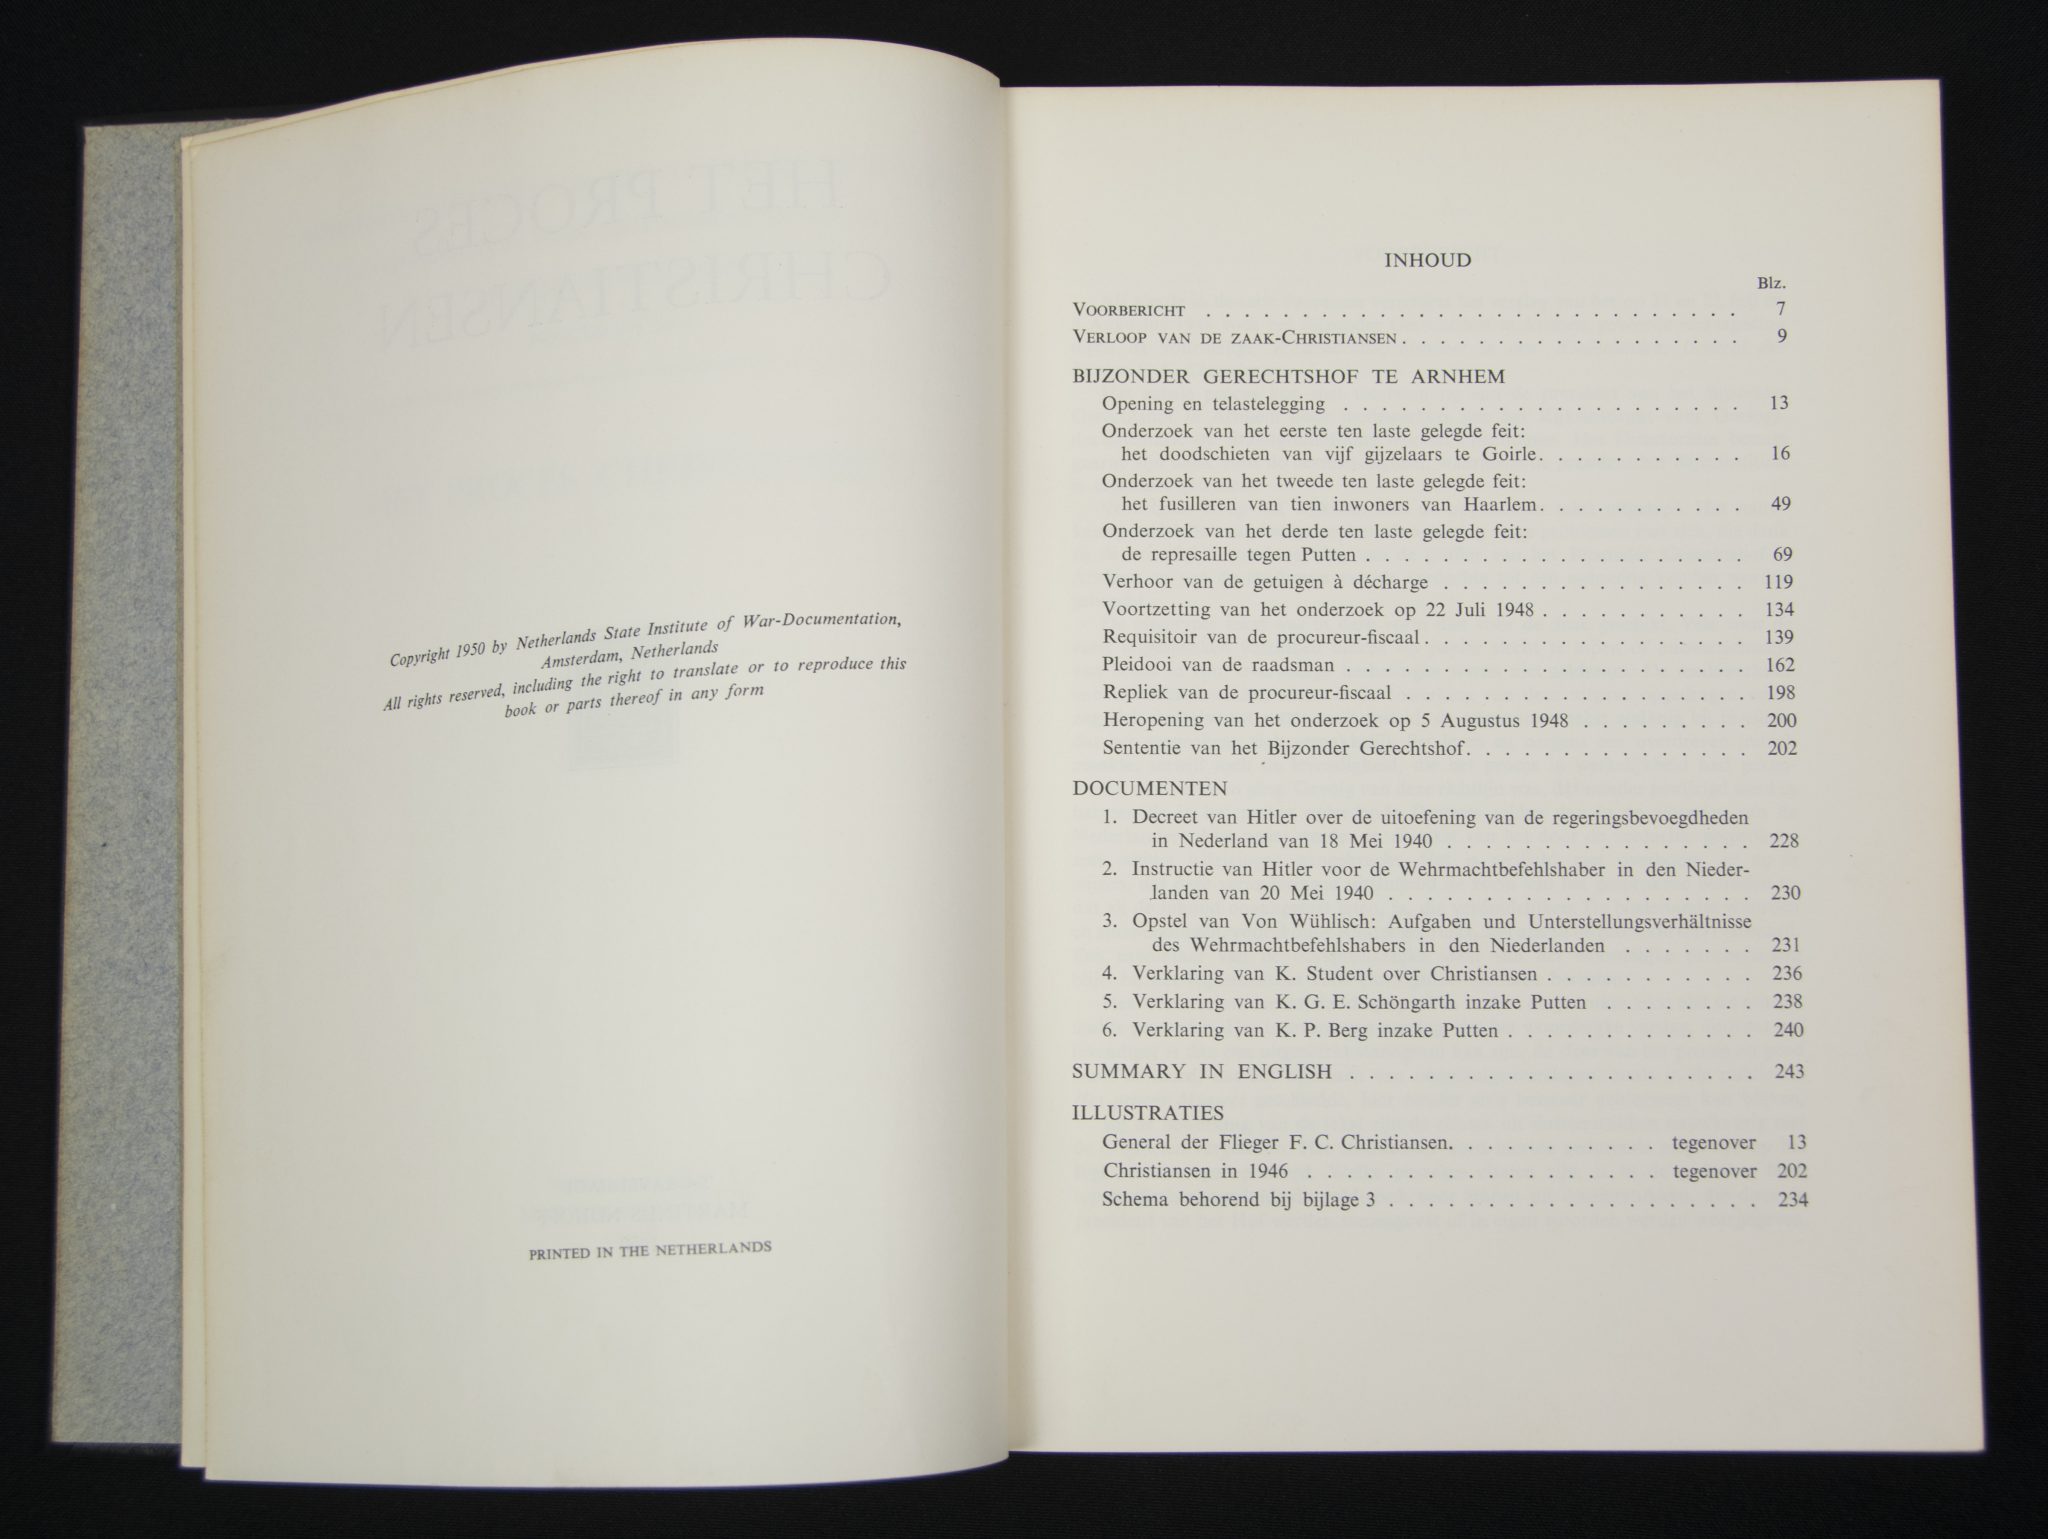 Copyright 1950 by Netherlands State Institute of War-Documentation,
Amsterdam, Netherlands
All rights reserved, including the right to translate or to reproduce this
book or parts thereof in any form
PRINTED IN THE NETHERLANDS
INHOUD
Blz.
VOORBERICHT . . . . . . . . . . . . . . . . . . . . . . . . . . . . 7
VERLOOP VAN DE ZAAK-CHRISTIANSEN. . . . . . . . . . . . . . . . . . 9
BIJZONDER GERECHTSHOF TE ARNHEM
Opening en telastelegging . . . . . . . . . . . . . . . . . . . . . 13
Onderzoek van het eerste ten laste gelegde feit:
het doodschieten van vijf gijzelaars te Goirle. . . . . . . . . . . 16
Onderzoek van het tweede ten laste gelegde feit:
het fusilleren van tien inwoners van Haarlem. . . . . . . . . . . 49
Onderzoek van het derde ten laste gelegde feit:
de represaille tegen Putten . . . . . . . . . . . . . . . . . . . . 69
Verhoor van de getuigen à décharge . . . . . . . . . . . . . . . . 119
Voortzetting van het onderzoek op 22 Juli 1948 . . . . . . . . . . . 134
Requisitoir van de procureur-fiscaal . . . . . . . . . . . . . . . . . 139
Pleidooi van de raadsman . . . . . . . . . . . . . . . . . . . . . 162
Repliek van de procureur-fiscaal . . . . . . . . . . . . . . . . . . 198
Heropening van het onderzoek op 5 Augustus 1948 . . . . . . . . . 200
Sententie van het Bijzonder Gerechtshof. . . . . . . . . . . . . . . 202
DOCUMENTEN
1. Decreet van Hitler over de uitoefening van de regeringsbevoegdheden
in Nederland van 18 Mei 1940 . . . . . . . . . . . . . . . . 228
2. Instructie van Hitler voor de Wehrmachtbefehlshaber in den Nieder-
landen van 20 Mei 1940 . . . . . . . . . . . . . . . . . . . 230
3. Opstel van Von Wühlisch: Aufgaben und Unterstellungsverhältnisse
des Wehrmachtbefehlshabers in den Niederlanden . . . . . . . 231
4. Verklaring van K. Student over Christiansen . . . . . . . . . . . 236
5. Verklaring van K. G. E. Schöngarth inzake Putten . . . . . . . . 238
6. Verklaring van K. P. Berg inzake Putten . . . . . . . . . . . . . 240
SUMMARY IN ENGLISH . . . . . . . . . . . . . . . . . . . . . 243
ILLUSTRATIES
General der Flieger F. C. Christiansen. . . . . . . . . . . tegenover 13
Christiansen in 1946 . . . . . . . . . . . . . . . . . . . tegenover 202
Schema behorend bij bijlage 3 . . . . . . . . . . . . . . . . . . . . 234